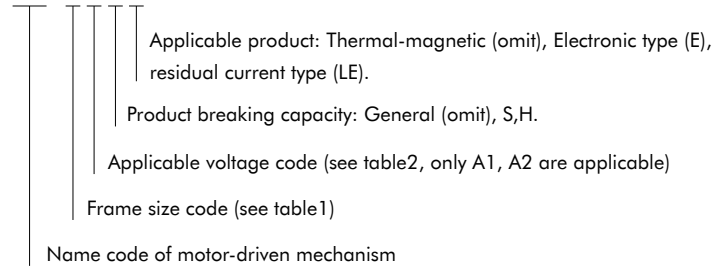 Applicable product: Thermal-magnetic (omit), Electronic type (E),
residual current type (LE).
Product breaking capacity: General (omit), S,H.
Applicable voltage code (see table2, only A1, A2 are applicable)
Frame size code (see table1)
Name code of motor-driven mechanism